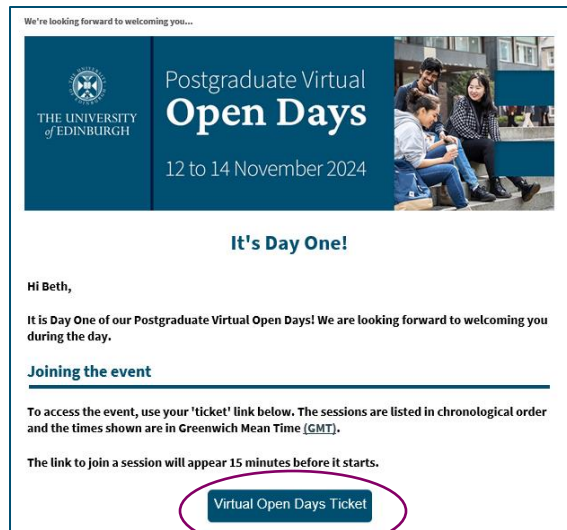 We're looking forward to welcoming you...
THE UNIVERSITY
of EDINBURGH
Postgraduate Virtual
Open Days
12 to 14 November 2024
It's Day One!
Hi Beth,
It is Day One of our Postgraduate Virtual Open Days! We are looking forward to welcoming you
during the day.
Joining the event
To access the event, use your 'ticket' link below. The sessions are listed in chronological order
and the times shown are in Greenwich Mean Time (GMT).
The link to join a session will appear 15 minutes before it starts.
Virtual Open Days Ticket